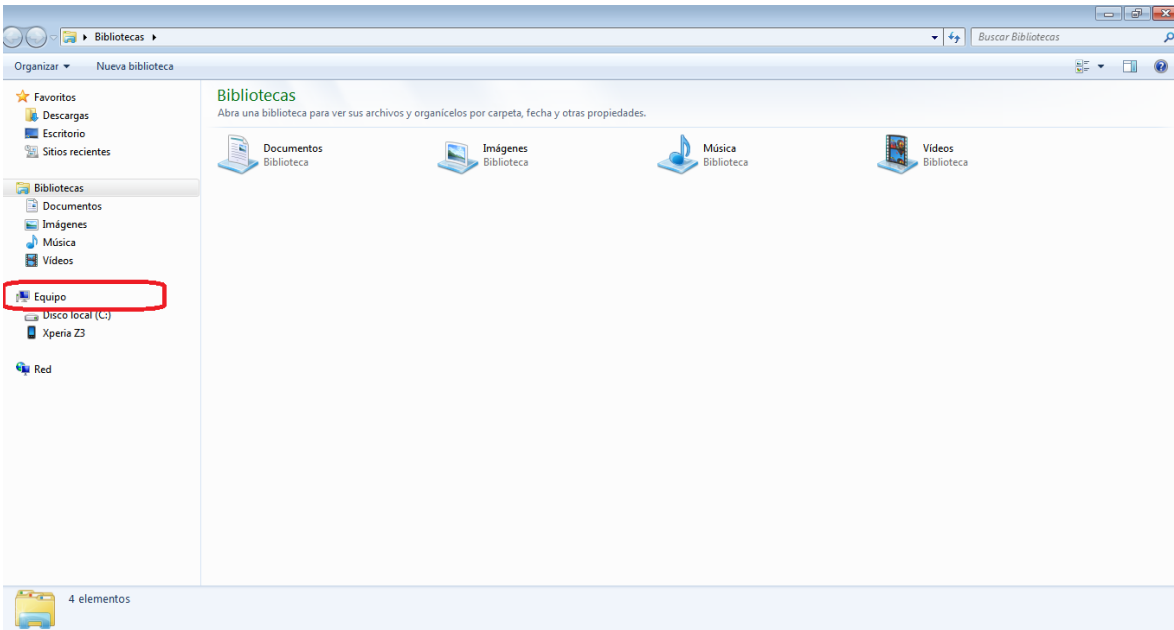 Bibliotecas
Buscar Bibliotecas
Organizar
Nueva biblioteca
Favoritos
Descargas
Escritorio
Sitios recientes
Bibliotecas
Documentos
Imágenes
Música
Vídeos
Equipo
Disco local (C:)
Xperia Z3
Red
Bibliotecas
Abra una biblioteca para ver sus archivos y organícelos por carpeta, fecha y otras propiedades.
Documentos
Biblioteca
Imágenes
Biblioteca
Música
Biblioteca
Vídeos
Biblioteca
4 elementos